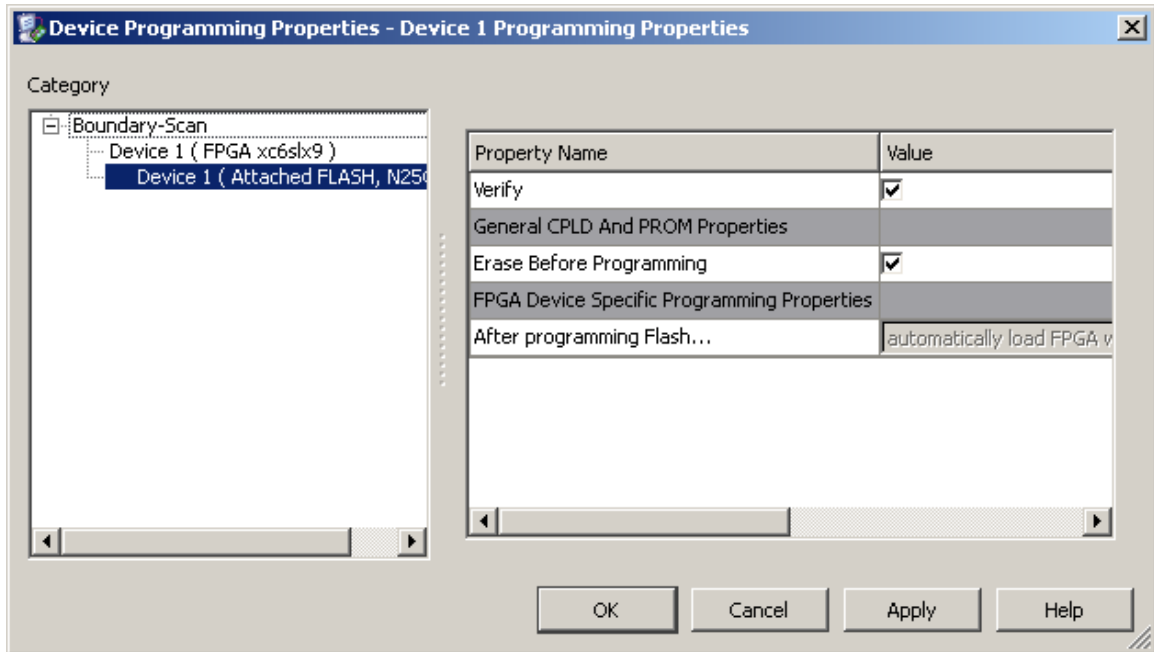 Device Programming Properties - Device 1 Programming Properties
Category
Boundary-Scan
Device 1 ( FPGA xc6slx9 )
Device 1 ( Attached FLASH, N25
Property Name Value
Verify
General CPLD And PROM Properties
Erase Before Programming
FPGA Device Specific Programming Properties
After programming Flash... automatically load FPGA
OK Cancel Apply Help